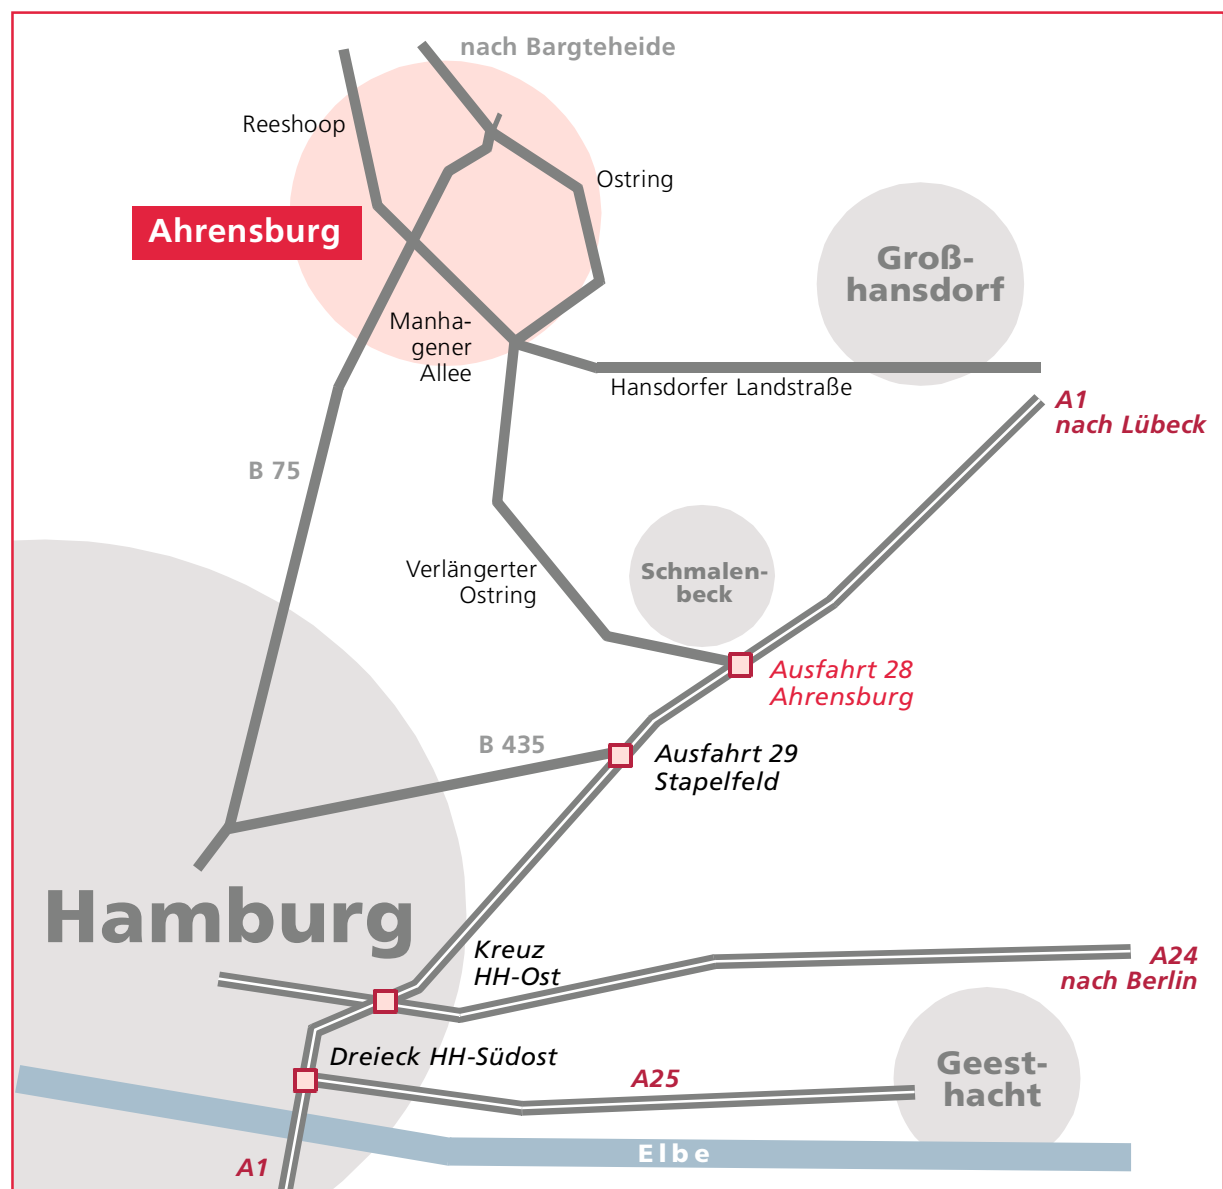 nach Bargteheide
Reeshoop
Ostring
Ahrensburg
Groß-
hansdorf
Manha-
gener
Allee
Hansdorfer Landstraße
A1
nach Lübeck
B 75
Verlängerter
Ostring
Schmalen-
beck
Ausfahrt 28
Ahrensburg
B 435
Ausfahrt 29
Stapelfeld
Hamburg
Kreuz
HH-Ost
A24
nach Berlin
Dreieck HH-Südost
A25
Geest-
hacht
Elbe
A1